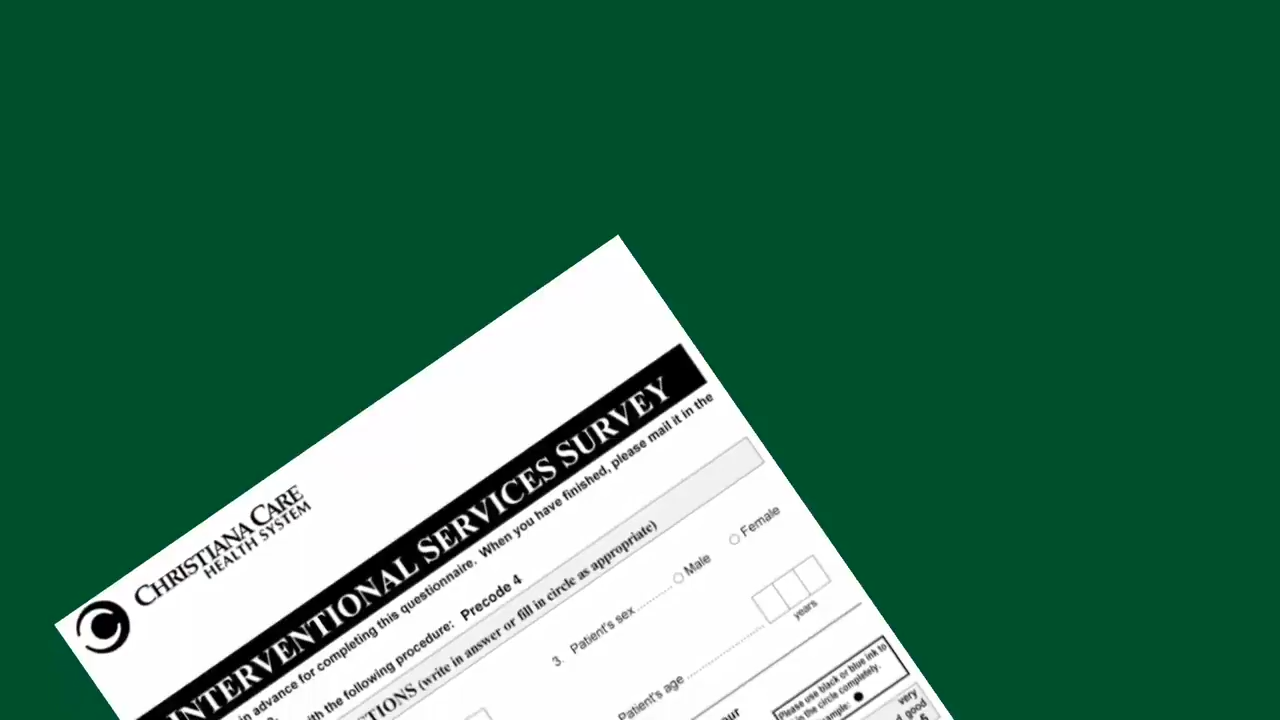 CHRISTIANA CARE
HEALTH SYSTEM
INTERVENTIONAL SERVICES SURVEY
in advance for completing this questionnaire. When you have finished, please mail it in the
with the following procedure: Precode 4
(write in answer or fill in circle as appropriate)
3. Patient's sex Male Female
Patient's age
years
Please use black or blue ink to
the circle completely.
very
good
5